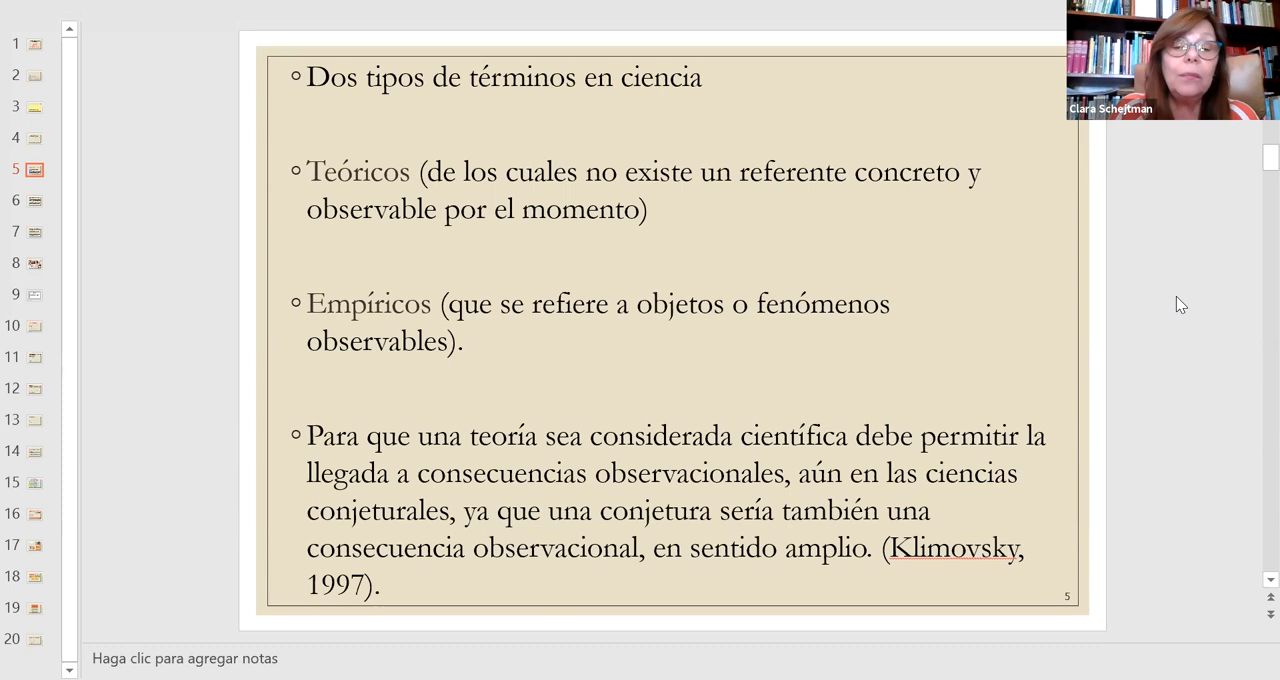 1
2
3
4
5
6
7
8
9
10
11
12
13
14
15
16
17
18
19
20
Dos tipos de términos en ciencia
Teóricos (de los cuales no existe un referente concreto y
observable por el momento)
Empíricos (que se refiere a objetos o fenómenos
observables).
Para que una teoría sea considerada científica debe permitir la
llegada a consecuencias observacionales, aún en las ciencias
conjeturales, ya que una conjetura sería también una
consecuencia observacional, en sentido amplio. (Klimovsky,
1997).
5
Clara Schejtman
Haga clic para agregar notas